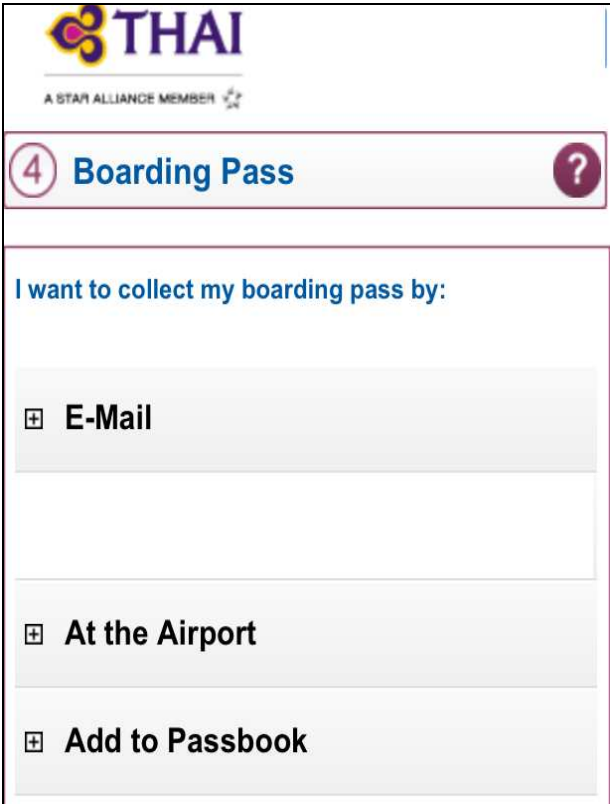 THAI
A STAR ALLIANCE MEMBER
4 Boarding Pass ?
I want to collect my boarding pass by:
E-Mail
At the Airport
Add to Passbook